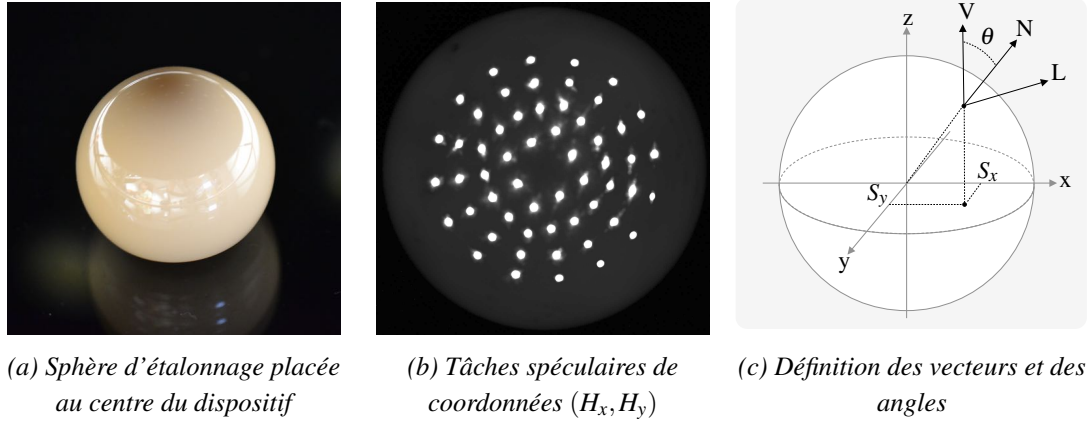 z
V
N
θ
L
S_x
x
S_y
y
(a) Sphère d'étalonnage placée
au centre du dispositif
(b) Tâches spéculaires de
coordonnées (H_x, H_y)
(c) Définition des vecteurs et des
angles